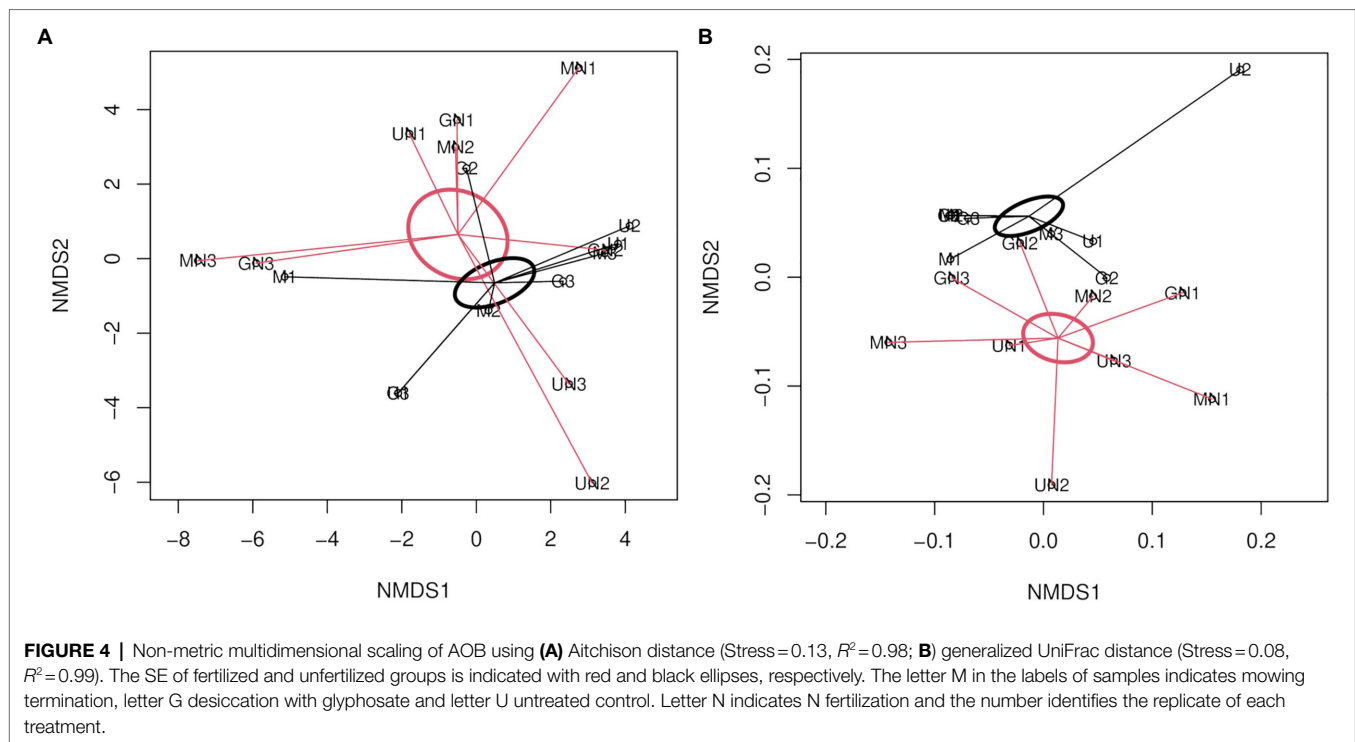 A
B
MN1
GN1
UN1
MN2
G2
U2
U1
M3
MN3
GN3
M1
G3
M2
UN3
UN2
4
2
0
−2
−4
−6
NMDS2
−8
−6
−4
−2
0
2
4
NMDS1
U2
G3
M3
U1
GN2
M1
GN3
G2
MN2
GN1
MN3
UN1
UN3
MN1
UN2
0.2
0.1
0.0
−0.1
−0.2
NMDS2
−0.2
−0.1
0.0
0.1
0.2
NMDS1
FIGURE 4 | Non-metric multidimensional scaling of AOB using (A) Aitchison distance (Stress=0.13, R²=0.98; B) generalized UniFrac distance (Stress=0.08,
R²=0.99). The SE of fertilized and unfertilized groups is indicated with red and black ellipses, respectively. The letter M in the labels of samples indicates mowing
termination, letter G desiccation with glyphosate and letter U untreated control. Letter N indicates N fertilization and the number identifies the replicate of each
treatment.